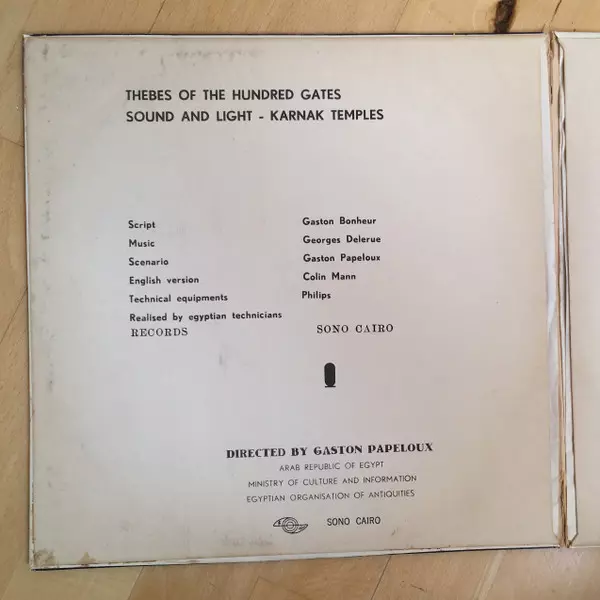 THEBES OF THE HUNDRED GATES
SOUND AND LIGHT - KARNAK TEMPLES
Script Gaston Bonheur
Music Georges Delerue
Scenario Gaston Papeloux
English version Colin Mann
Technical equipments Philips
Realised by egyptian technicians
RECORDS SONO CAIRO
DIRECTED BY GASTON PAPELOUX
ARAB REPUBLIC OF EGYPT
MINISTRY OF CULTURE AND INFORMATION
EGYPTIAN ORGANISATION OF ANTIQUITIES
SONO CAIRO